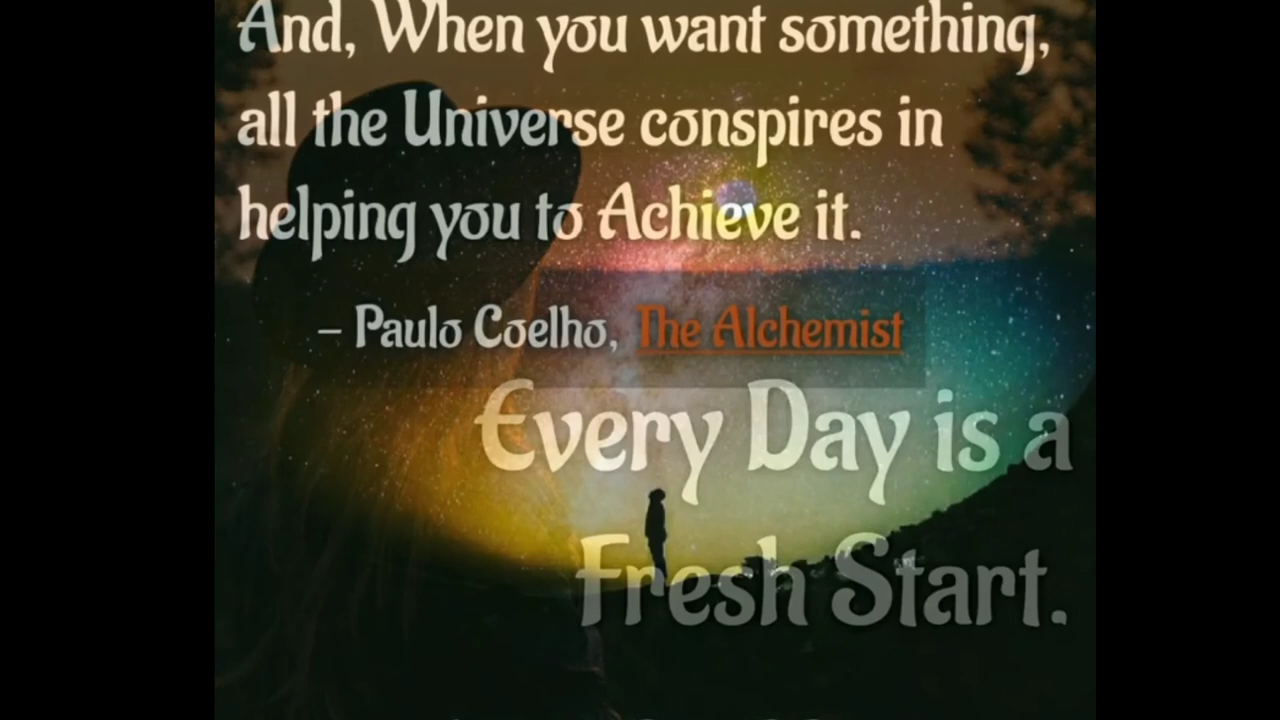 And, When you want something,
all the Universe conspires in
helping you to Achieve it.
– Paulo Coelho, The Alchemist
Every Day is a
Fresh Start.